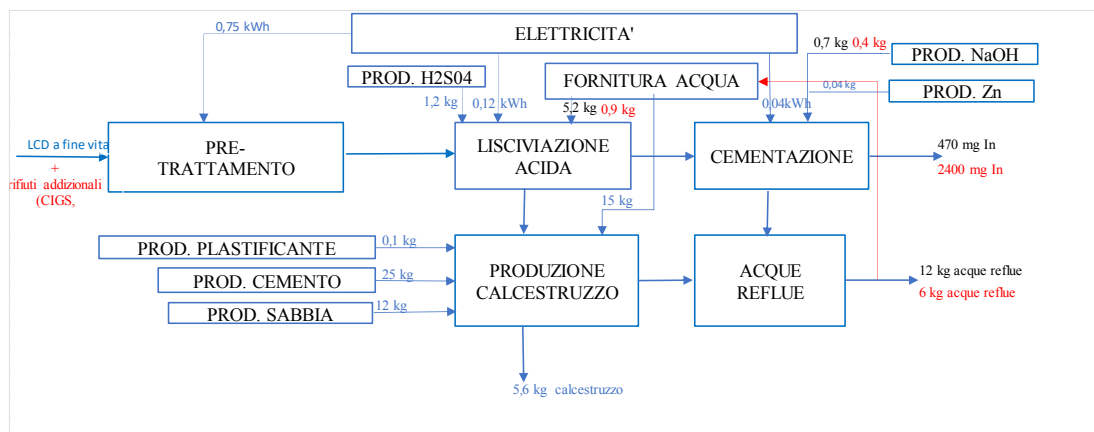 0,75 kWh
ELETTRICITA'
0,7 kg 0,4 kg
PROD. NaOH
PROD. H2S04
FORNITURA ACQUA
0,04 kg
PROD. Zn
1,2 kg
0,12 kWh
5,2 kg 0,9 kg
0,04kWh
LCD a fine vita
+
rifiuti addizionali
(CIGS,
PRE-
TRATTAMENTO
LISCIVIAZIONE
ACIDA
CEMENTAZIONE
470 mg In
2400 mg In
15 kg
PROD. PLASTIFICANTE
0,1 kg
PROD. CEMENTO
25 kg
PROD. SABBIA
12 kg
PRODUZIONE
CALCESTRUZZO
ACQUE
REFLUE
12 kg acque reflue
6 kg acque reflue
5,6 kg calcestruzzo